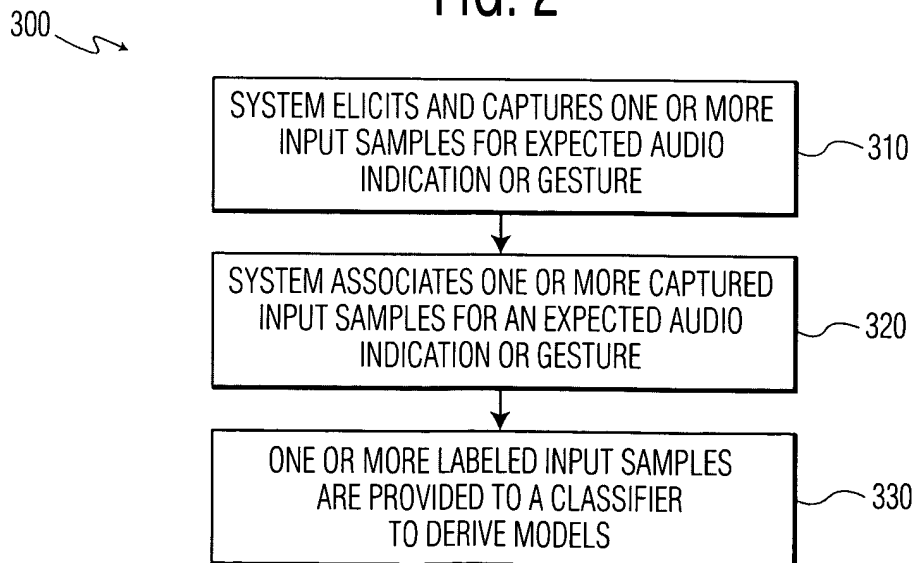 FIG. 2
300
SYSTEM ELICITS AND CAPTURES ONE OR MORE
INPUT SAMPLES FOR EXPECTED AUDIO
INDICATION OR GESTURE
310
SYSTEM ASSOCIATES ONE OR MORE CAPTURED
INPUT SAMPLES FOR AN EXPECTED AUDIO
INDICATION OR GESTURE
320
ONE OR MORE LABELED INPUT SAMPLES
ARE PROVIDED TO A CLASSIFIER
TO DERIVE MODELS
330